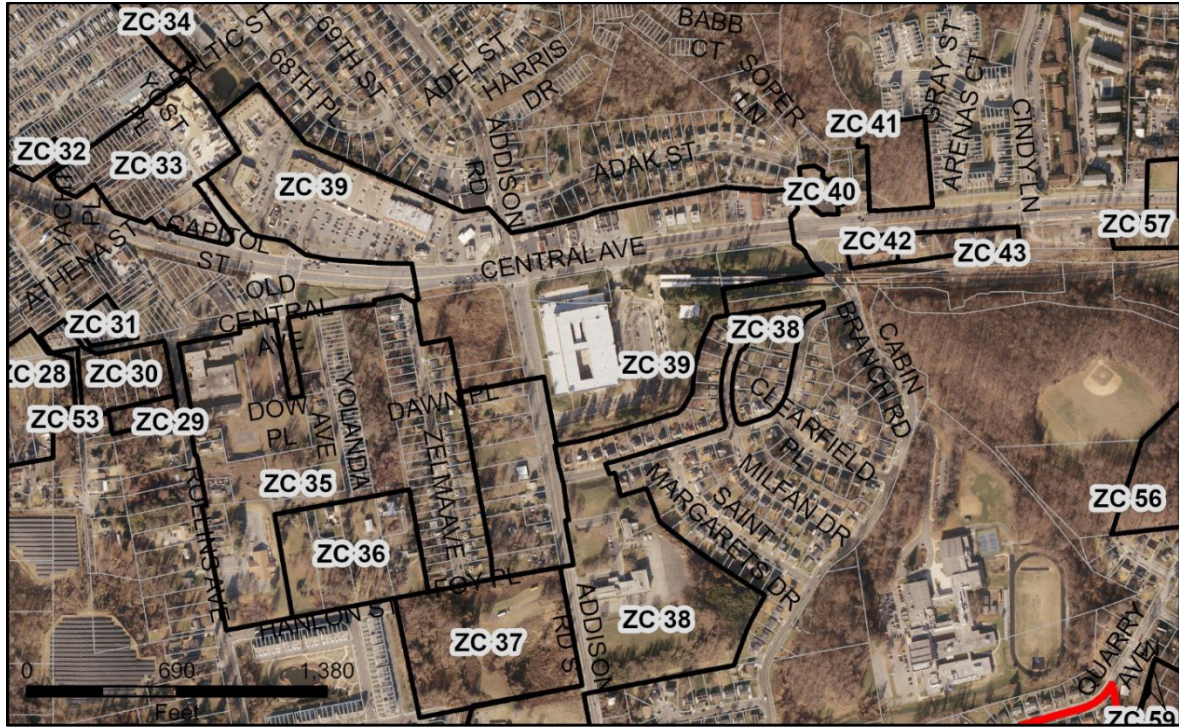 ZC 34
LTIC ST
69TH ST
68TH PL
ADEL ST
HARRIS
DR
BABB
CT
SOPER
LN
GRAY ST
ARENAS CT
CINDY LN
YOST
PL
ZC 32
ZC 33
ZC 39
ADDISON
RD
ADAK ST
ZC 41
ZC 40
YACHT
PL
CAPITOL
ST
ATHENA ST
CENTRAL AVE
ZC 42
ZC 43
ZC 57
OLD
CENTRAL
AVE
ZC 31
ZC 28
ZC 30
ZC 53
ZC 29
ZC 38
ZC 39
BRANCH RD
CABIN
DOW
PL
YOLANDA
AVE
DAWN PL
ZELMA AVE
CLEARFIELD
PL
MILFAN DR
SAINT
MARGARETS DR
ZC 35
ROLLINS AVE
ZC 36
ZC 56
FOY PL
HANLON S
ZC 37
ADDISON
RD S
ZC 38
QUARRY
AVE
ZC 59
0 690 1,380
Feet